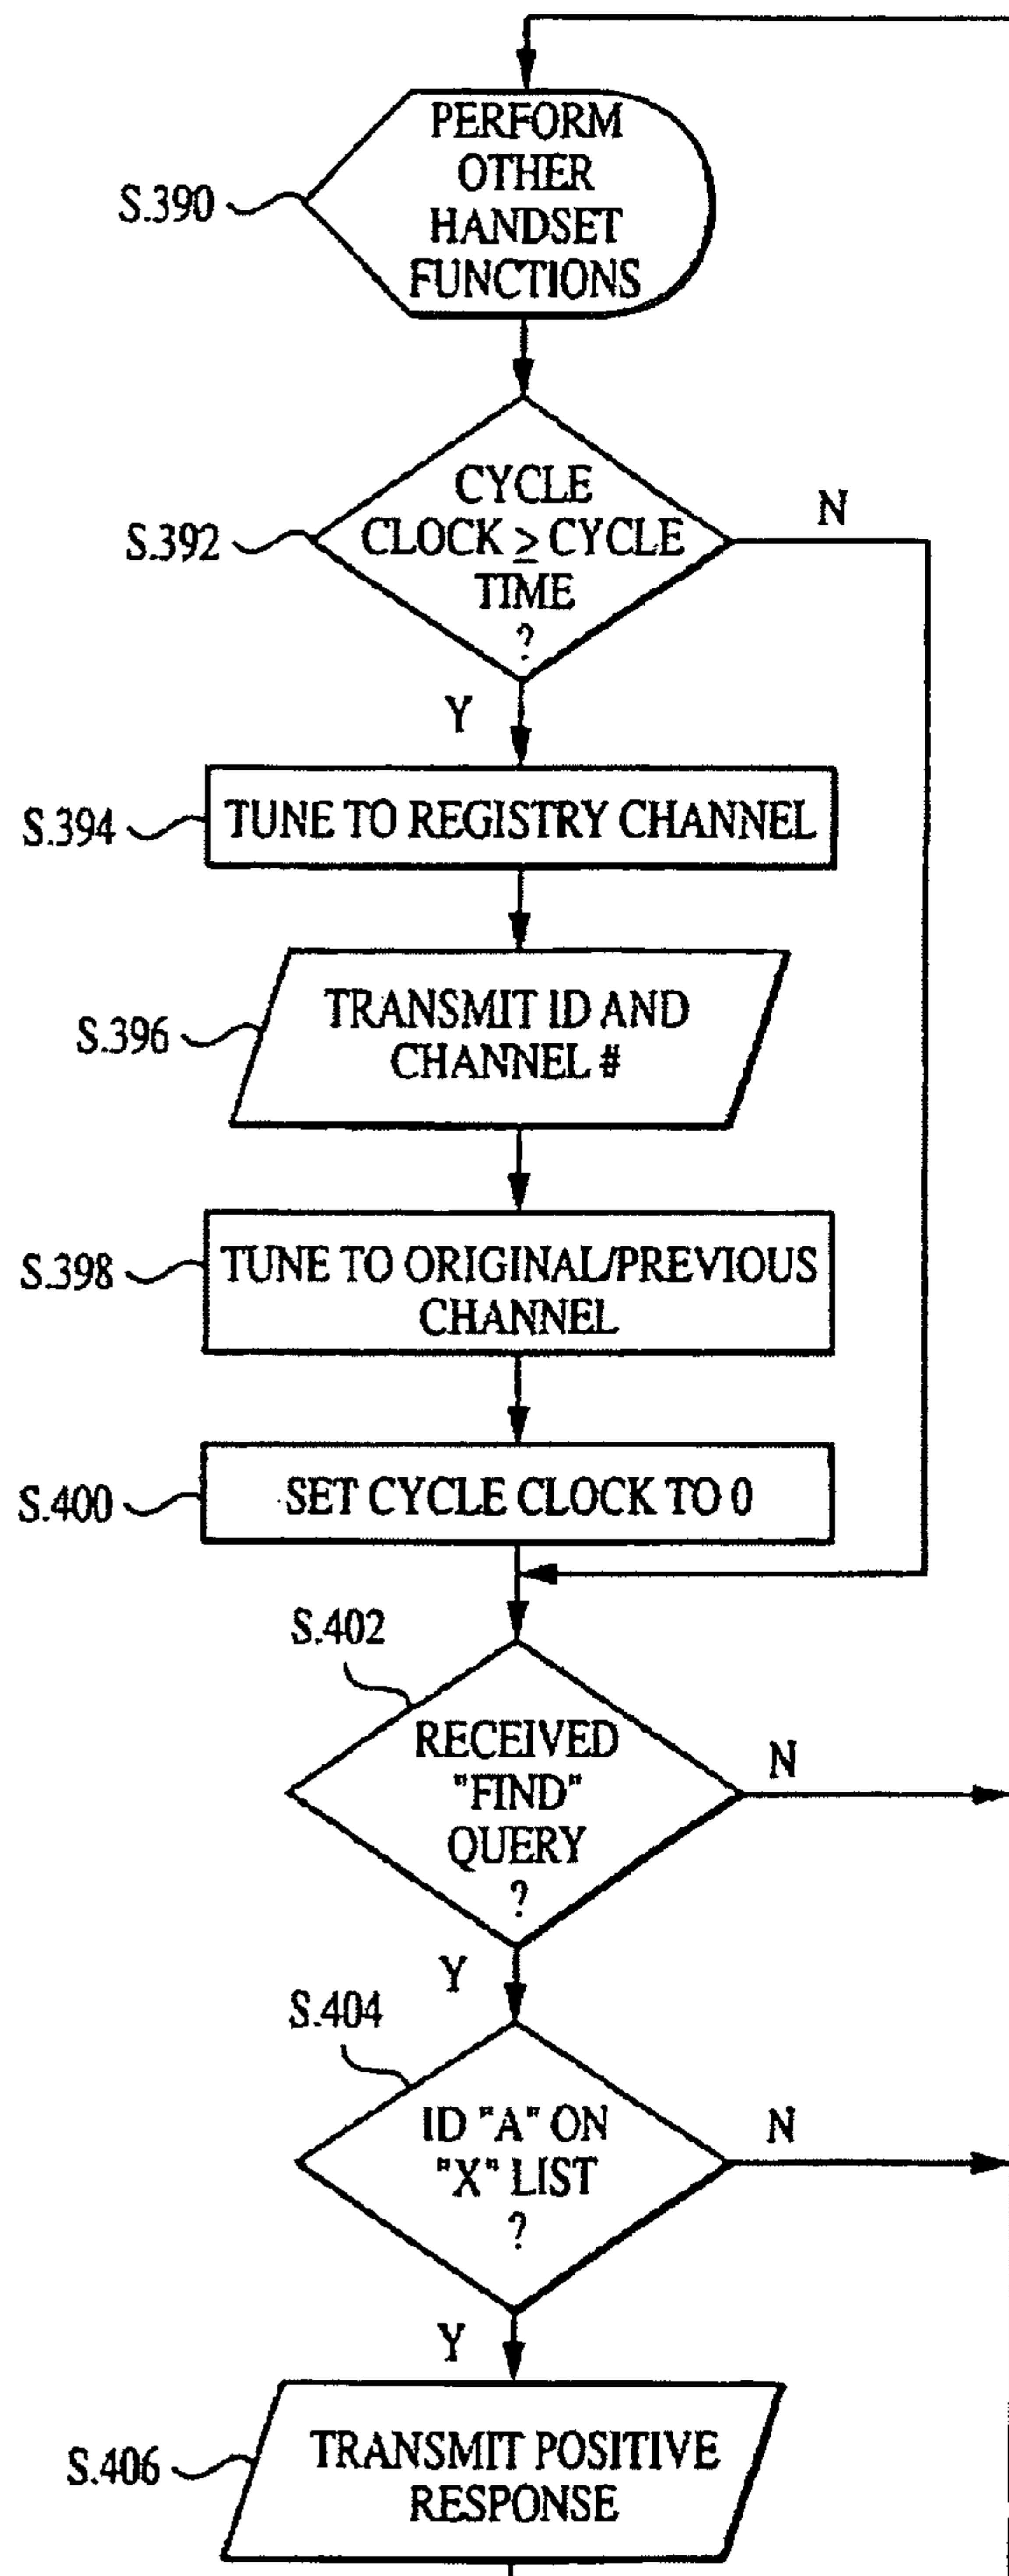 PERFORM
OTHER
HANDSET
FUNCTIONS
S.390
CYCLE
CLOCK ≥ CYCLE
TIME
?
S.392
N
Y
TUNE TO REGISTRY CHANNEL
S.394
TRANSMIT ID AND
CHANNEL #
S.396
TUNE TO ORIGINAL/PREVIOUS
CHANNEL
S.398
SET CYCLE CLOCK TO 0
S.400
S.402
RECEIVED
"FIND"
QUERY
?
N
Y
S.404
ID "A" ON
"X" LIST
?
N
Y
TRANSMIT POSITIVE
RESPONSE
S.406